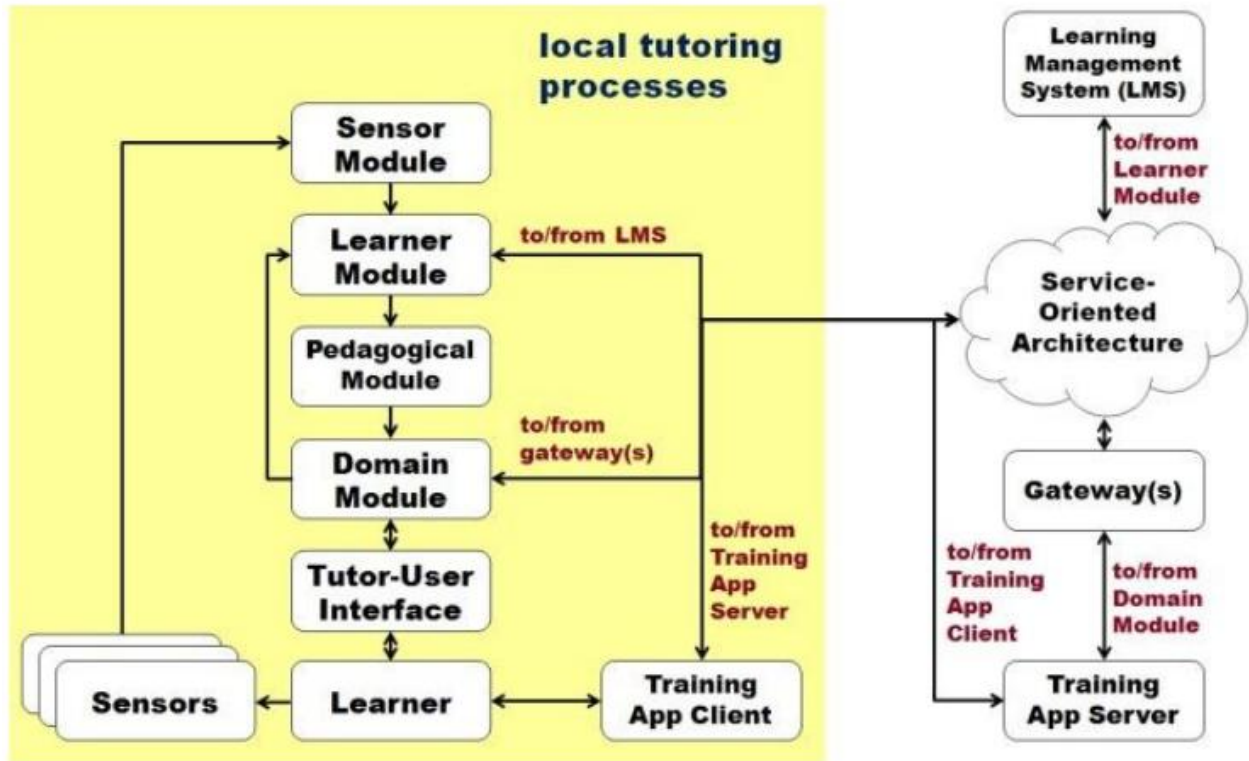 local tutoring
processes
Sensor
Module
Learner
Module
to/from LMS
Pedagogical
Module
to/from
gateway(s)
Domain
Module
to/from
Training
App
Server
Tutor-User
Interface
Sensors
Learner
Training
App Client
Learning
Management
System (LMS)
to/from
Learner
Module
Service-
Oriented
Architecture
Gateway(s)
to/from
Training
App
Client
to/from
Domain
Module
Training
App Server